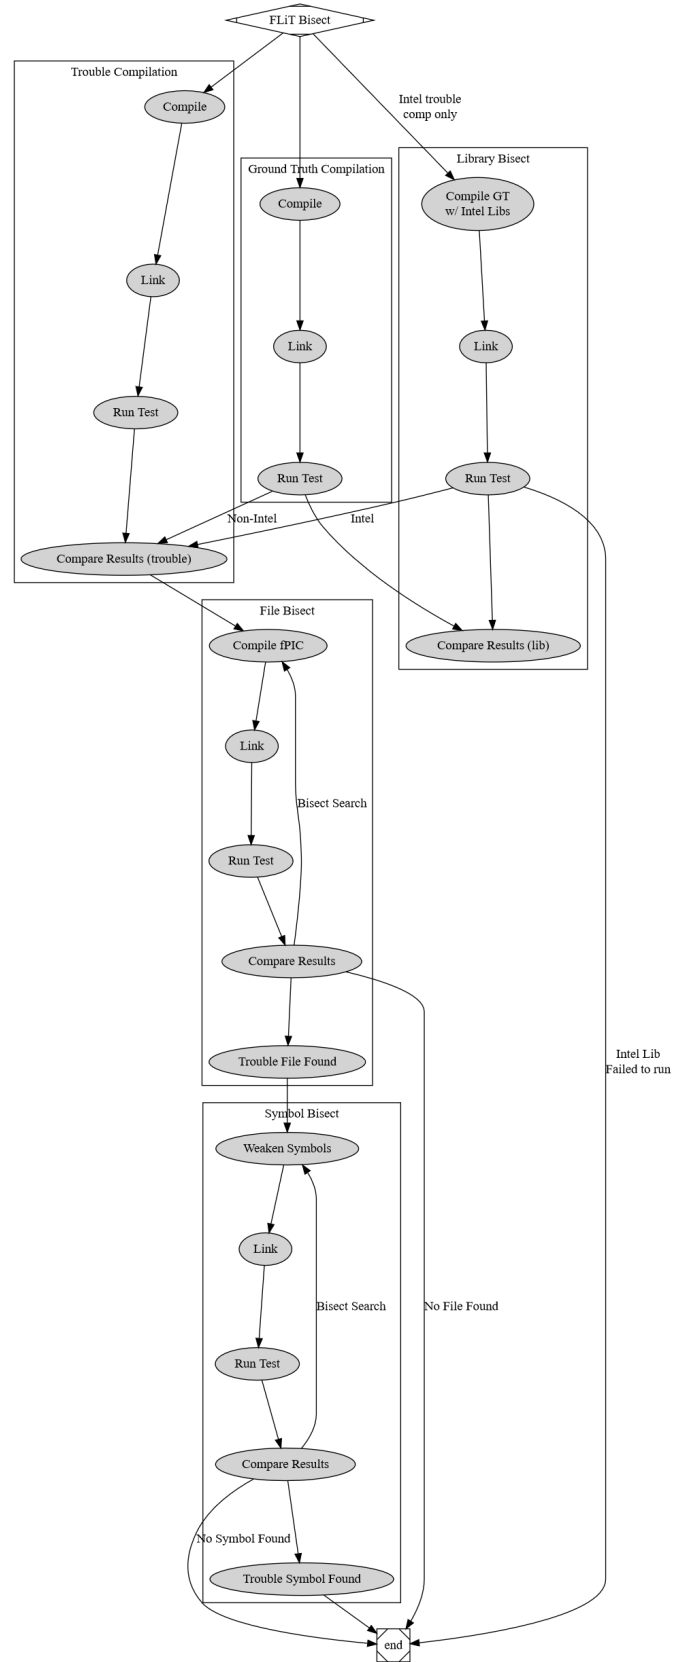 FLiT Bisect
Trouble Compilation
Compile
Intel trouble
comp only
Library Bisect
Ground Truth Compilation
Compile
Compile GT
w/ Intel Libs
Link
Link
Link
Run Test
Run Test
Run Test
Non-Intel
Intel
Compare Results (trouble)
File Bisect
Compile fPIC
Compare Results (lib)
Link
Bisect Search
Run Test
Compare Results
Trouble File Found
Intel Lib
Failed to run
Symbol Bisect
Weaken Symbols
Link
Bisect Search
No File Found
Run Test
Compare Results
No Symbol Found
Trouble Symbol Found
end